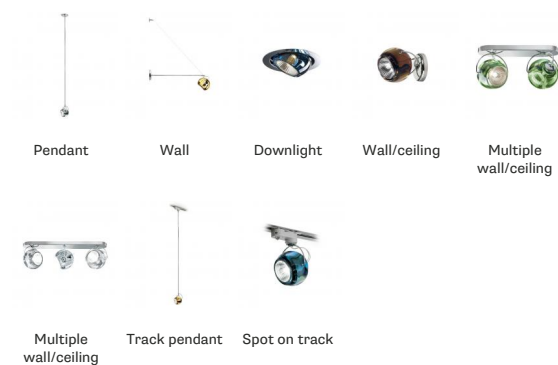 Pendant
Wall
Downlight
Wall/ceiling
Multiple
wall/ceiling
Multiple
wall/ceiling
Track pendant
Spot on track